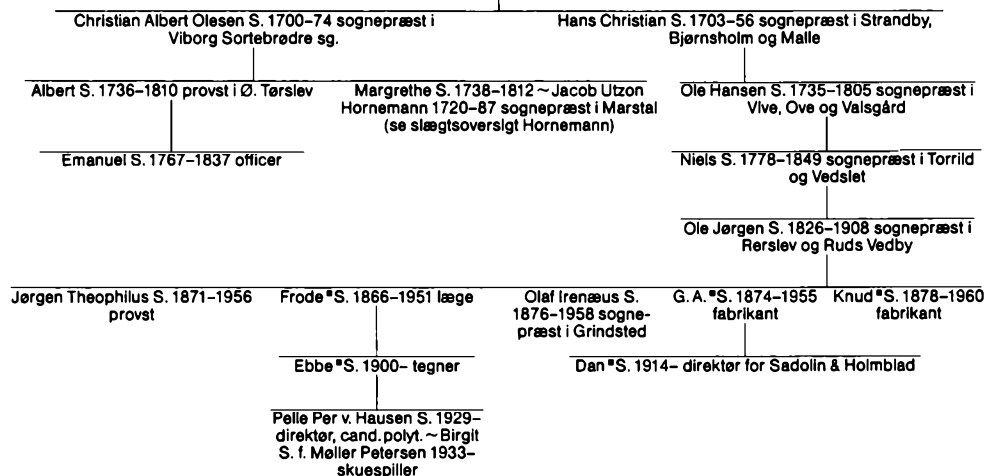 Christian Albert Olesen S. 1700–74 sognepræst i
Viborg Sortebrødre sg.
Hans Christian S. 1703–56 sognepræst i Strandby,
Bjørnsholm og Malle
Albert S. 1736–1810 provst i Ø. Tørslev
Margrethe S. 1738–1812 ~ Jacob Utzon
Hornemann 1720–87 sognepræst i Marstal
(se slægtsoversigt Hornemann)
Ole Hansen S. 1735–1805 sognepræst i
Vive, Ove og Valsgård
Emanuel S. 1767–1837 officer
Niels S. 1778–1849 sognepræst i Torrild
og Vedslet
Ole Jørgen S. 1826–1908 sognepræst i
Rerslev og Ruds Vedby
Jørgen Theophilus S. 1871–1956
provst
Frode ▪S. 1866–1951 læge
Olaf Irenæus S.
1876–1958 sogne-
præst i Grindsted
G. A. ▪S. 1874–1955
fabrikant
Knud ▪S. 1878–1960
fabrikant
Ebbe ▪S. 1900– tegner
Dan ▪S. 1914– direktør for Sadolin & Holmblad
Pelle Per v. Hausen S. 1929–
direktør, cand. polyt. ~ Birgit
S. f. Møller Petersen 1933–
skuespiller